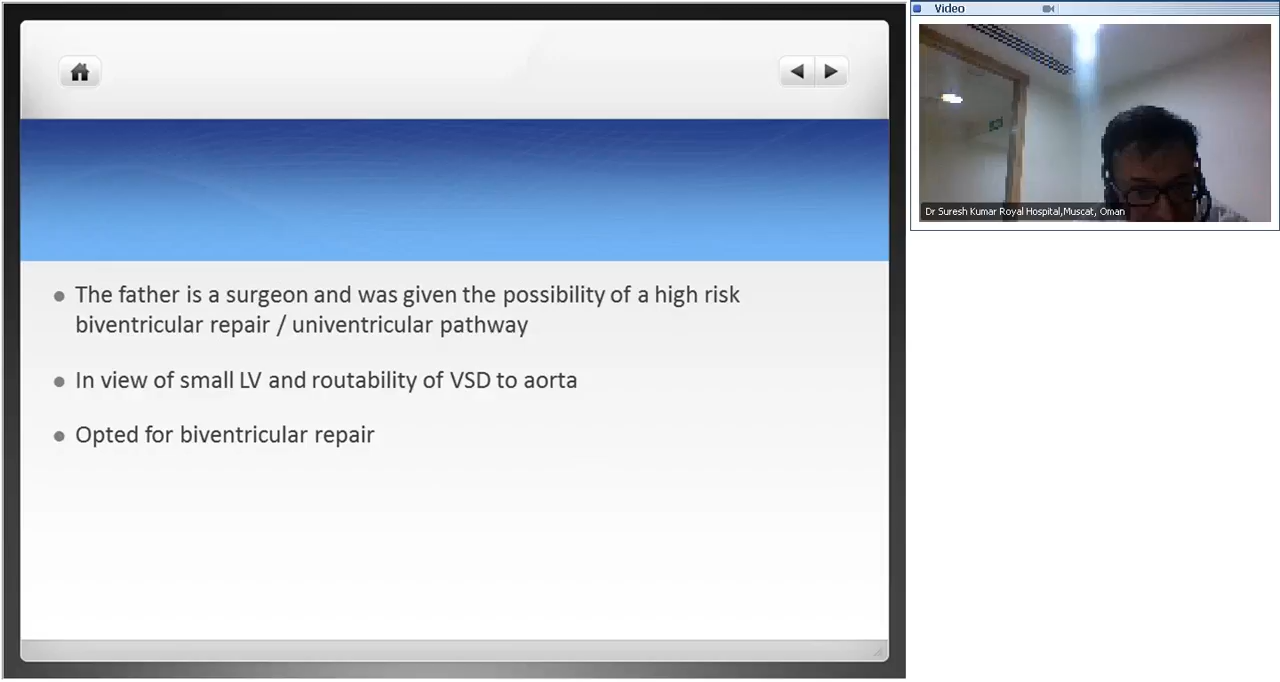 Video
Dr Suresh Kumar Royal Hospital,Muscat, Oman
The father is a surgeon and was given the possibility of a high risk
biventricular repair / univentricular pathway
In view of small LV and routability of VSD to aorta
Opted for biventricular repair